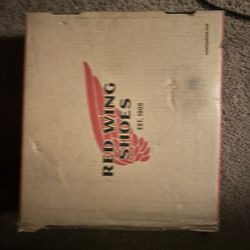 RED WING
SHOES
EST. 1905